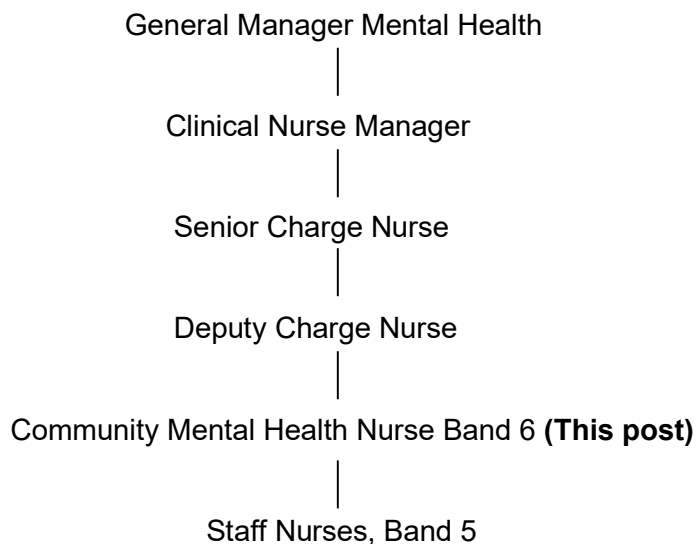 General Manager Mental Health
Clinical Nurse Manager
Senior Charge Nurse
Deputy Charge Nurse
Community Mental Health Nurse Band 6 (This post)
Staff Nurses, Band 5